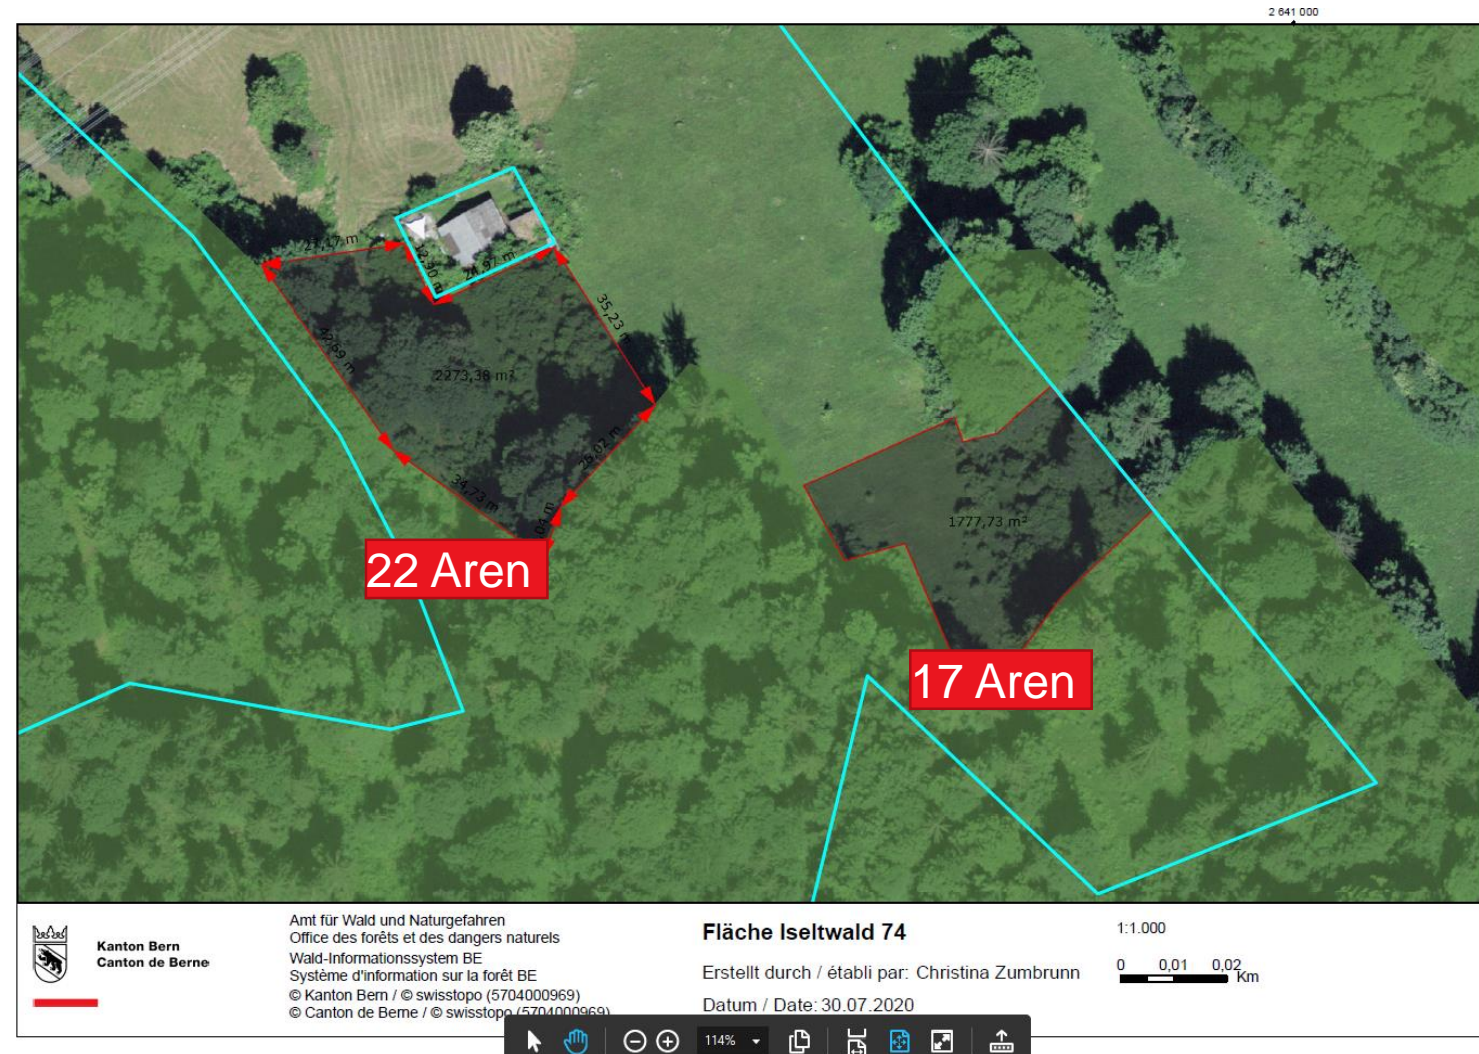 2 641 000
27,17 m
12,90 m
24,97 m
35,23 m
42,69 m
2273,38 m²
26,02 m
34,73 m
04 m
1777,73 m²
22 Aren
17 Aren
Kanton Bern
Canton de Berne
Amt für Wald und Naturgefahren
Office des forêts et des dangers naturels
Wald-Informationssystem BE
Système d'information sur la forêt BE
© Kanton Bern / © swisstopo (5704000969)
© Canton de Berne / © swisstopo (5704000969)
Fläche Iseltwald 74
Erstellt durch / établi par: Christina Zumbrunn
Datum / Date: 30.07.2020
1:1.000
0 0,01 0,02
Km
114%